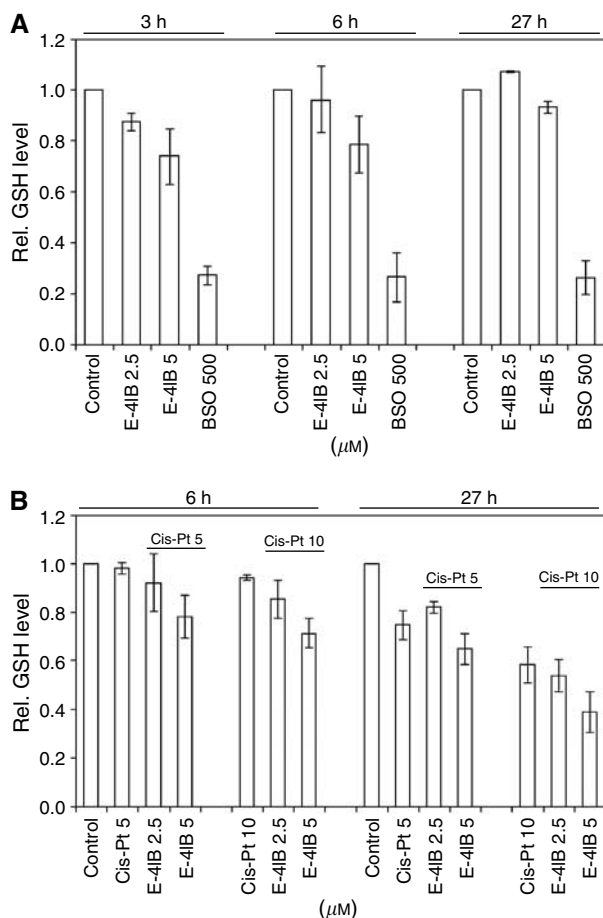 A
3 h 6 h 27 h
Rel. GSH level
1.2
1.0
0.8
0.6
0.4
0.2
0.0
Control E-4IB 2.5 E-4IB 5 BSO 500 Control E-4IB 2.5 E-4IB 5 BSO 500 Control E-4IB 2.5 E-4IB 5 BSO 500
(μM)
B
6 h 27 h
Cis-Pt 5 Cis-Pt 10 Cis-Pt 5 Cis-Pt 10
Rel. GSH level
1.2
1.0
0.8
0.6
0.4
0.2
0.0
Control Cis-Pt 5 E-4IB 2.5 E-4IB 5 Cis-Pt 10 E-4IB 2.5 E-4IB 5 Control Cis-Pt 5 E-4IB 2.5 E-4IB 5 Cis-Pt 10 E-4IB 2.5 E-4IB 5
(μM)